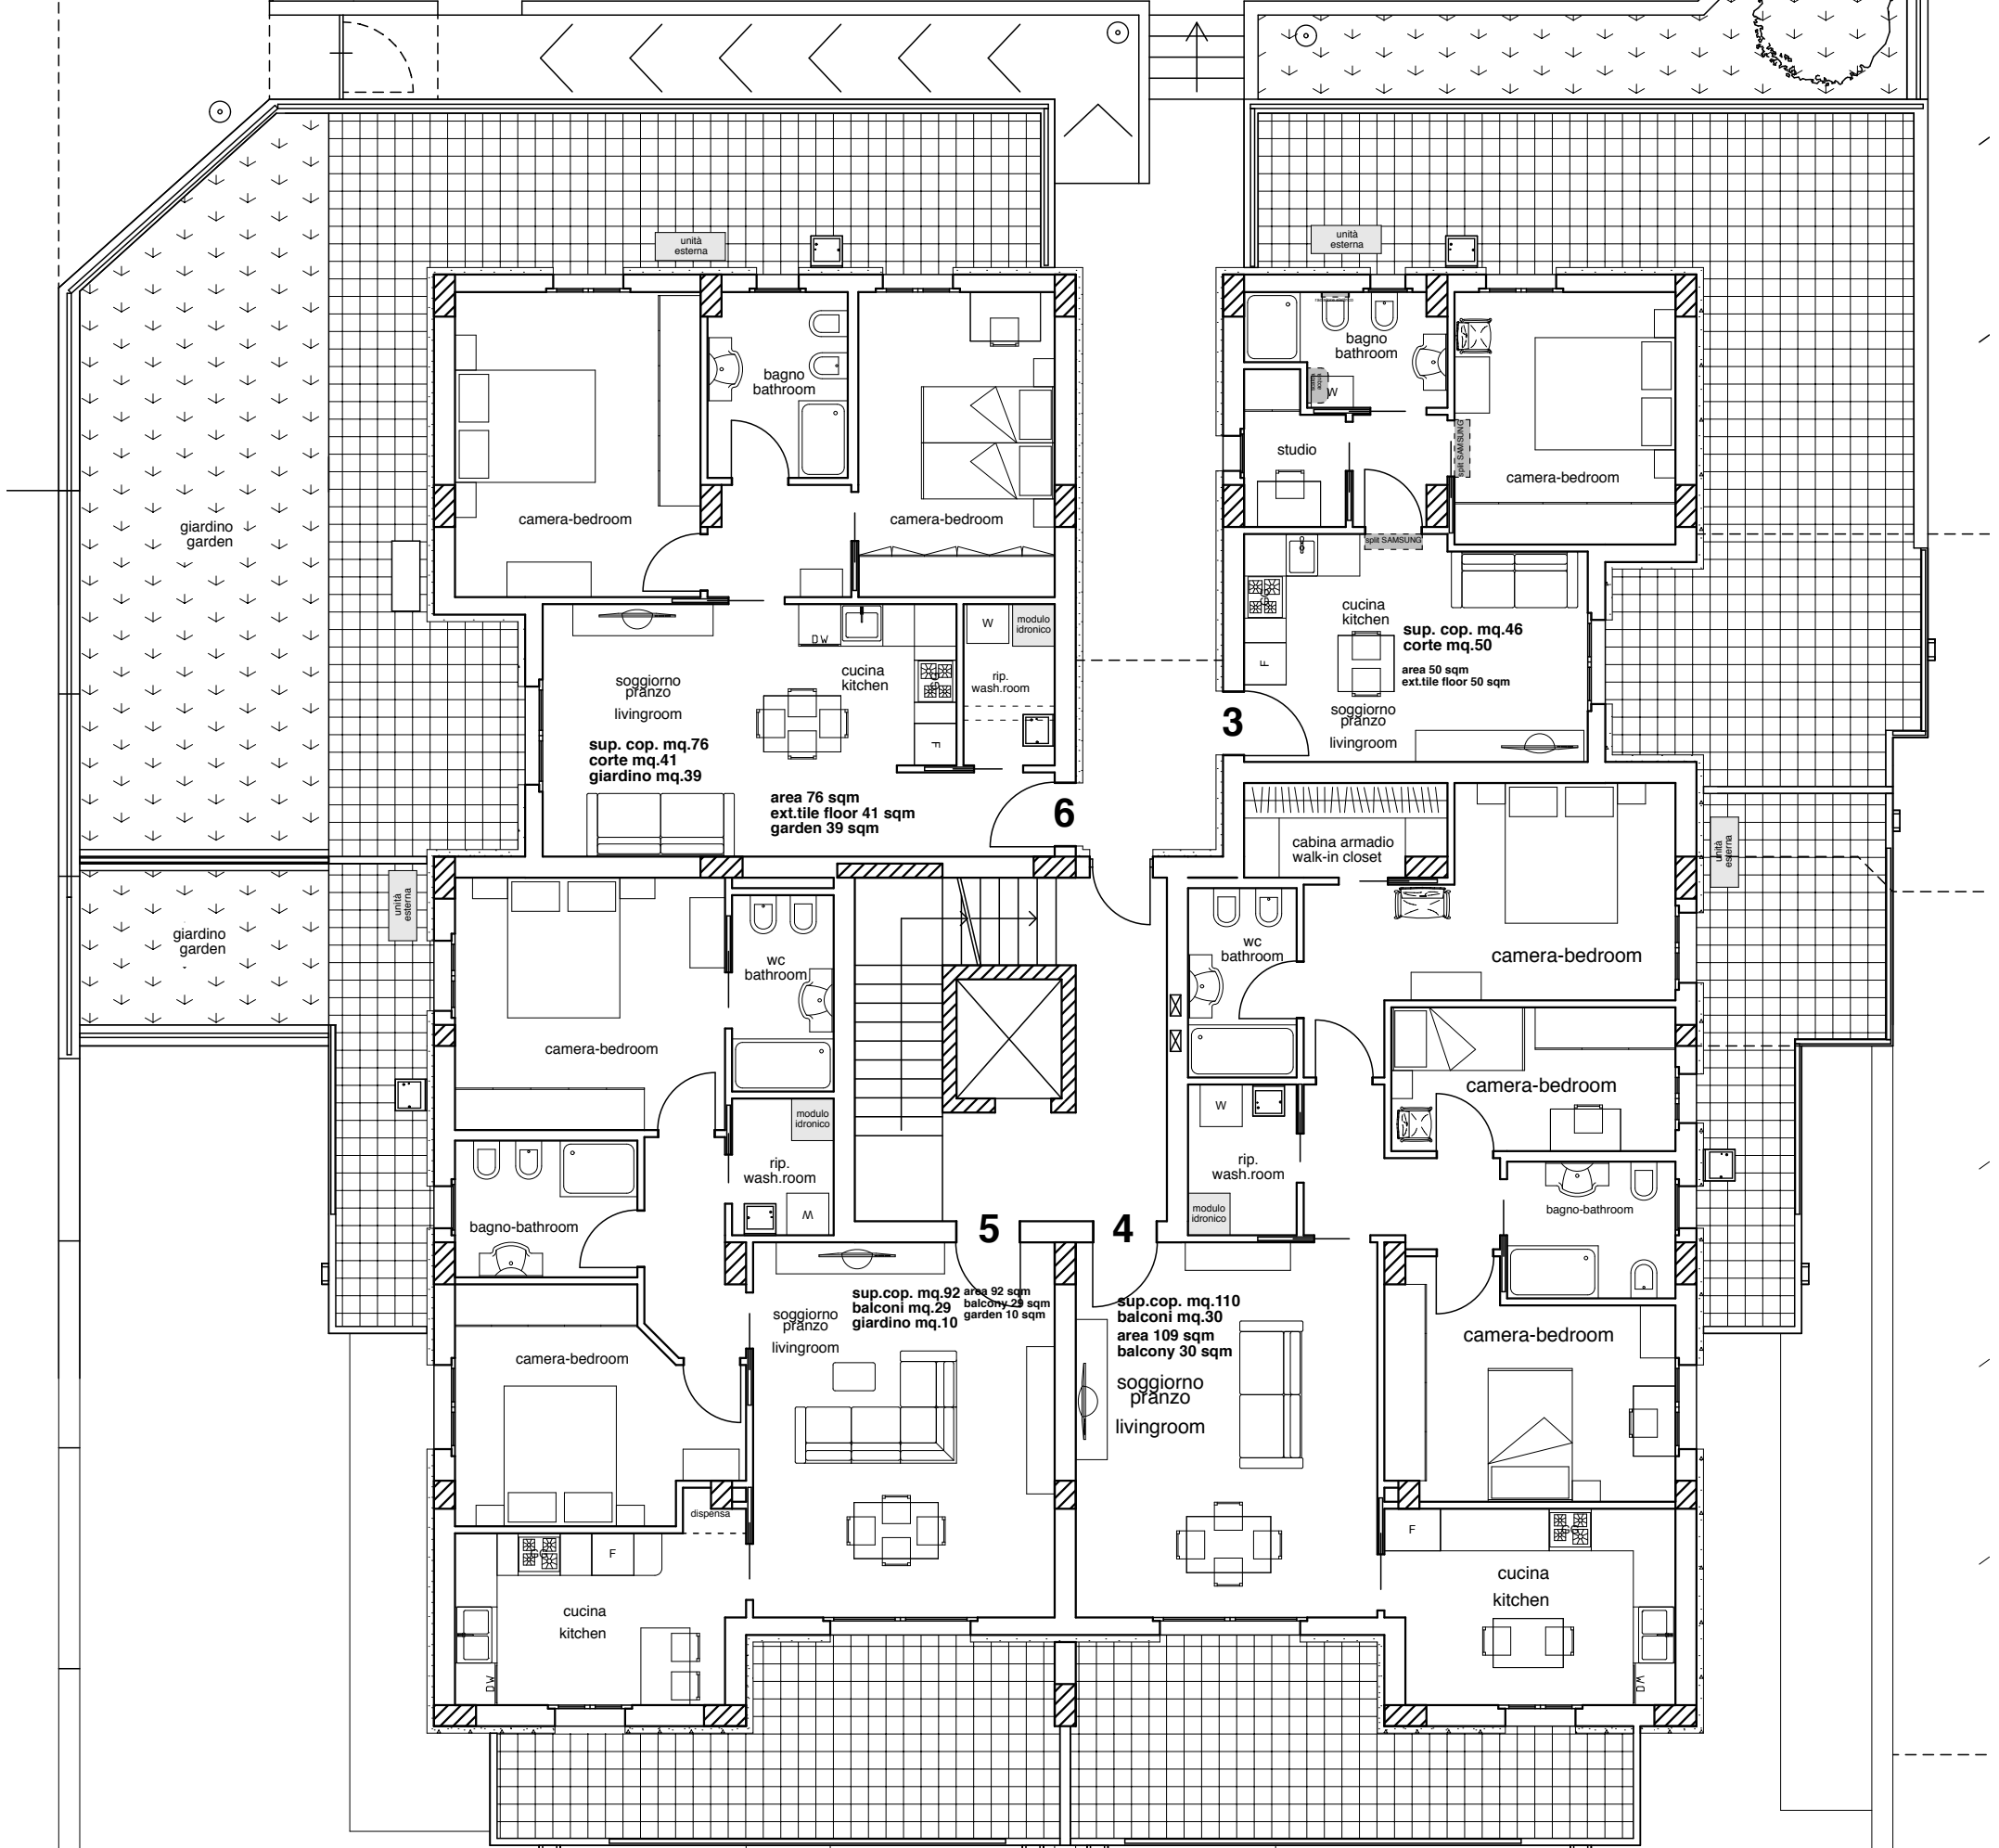 unità
esterna
unità
esterna
bagno
bathroom
camera-bedroom
camera-bedroom
giardino
garden
bagno
bathroom
W
studio
split SAMSUNG
camera-bedroom
split SAMSUNG
W
modulo
idronico
DW
cucina
kitchen
rip.
wash.room
F
soggiorno
pranzo
livingroom
sup. cop. mq.76
corte mq.41
giardino mq.39
area 76 sqm
ext.tile floor 41 sqm
garden 39 sqm
6
cucina
kitchen
sup. cop. mq.46
corte mq.50
area 50 sqm
ext.tile floor 50 sqm
F
3
soggiorno
pranzo
livingroom
cabina armadio
walk-in closet
unità
esterna
unità
esterna
giardino
garden
wc
bathroom
camera-bedroom
wc
bathroom
camera-bedroom
camera-bedroom
modulo
idronico
rip.
wash.room
W
W
rip.
wash.room
modulo
idronico
bagno-bathroom
bagno-bathroom
5
4
soggiorno
pranzo
livingroom
sup.cop. mq.92
balconi mq.29
giardino mq.10
area 92 sqm
balcony 29 sqm
garden 10 sqm
sup.cop. mq.110
balconi mq.30
area 109 sqm
balcony 30 sqm
soggiorno
pranzo
livingroom
camera-bedroom
camera-bedroom
dispensa
F
cucina
kitchen
DW
F
cucina
kitchen
DW